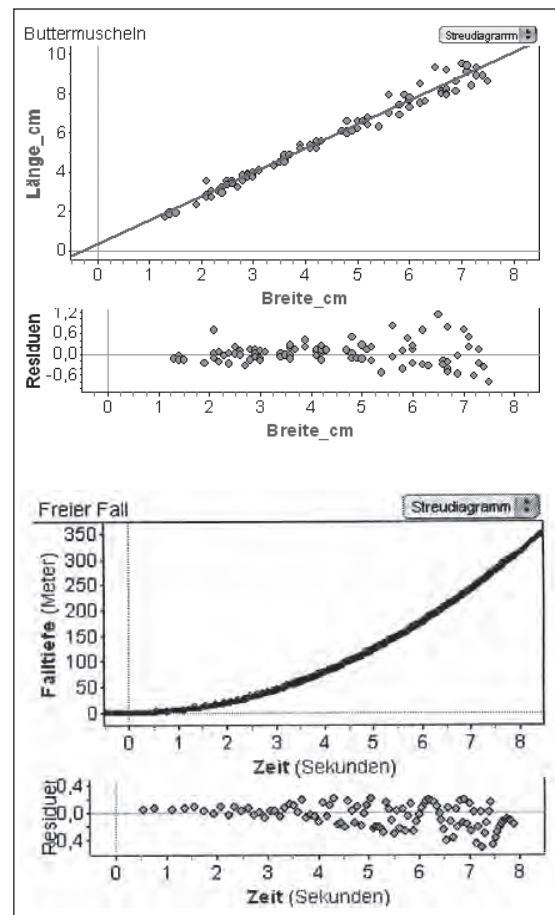 Buttermuscheln
Streudiagramm
10
8
6
4
2
0
Länge_cm
0 1 2 3 4 5 6 7 8
Breite_cm
1,2
0,6
0,0
-0,6
Residuen
0 1 2 3 4 5 6 7 8
Breite_cm
Freier Fall
Streudiagramm
350
300
250
200
150
100
50
0
Falltiefe (Meter)
0 1 2 3 4 5 6 7 8
Zeit (Sekunden)
0,4
0,0
0,4
Residuen
0 1 2 3 4 5 6 7 8
Zeit (Sekunden)